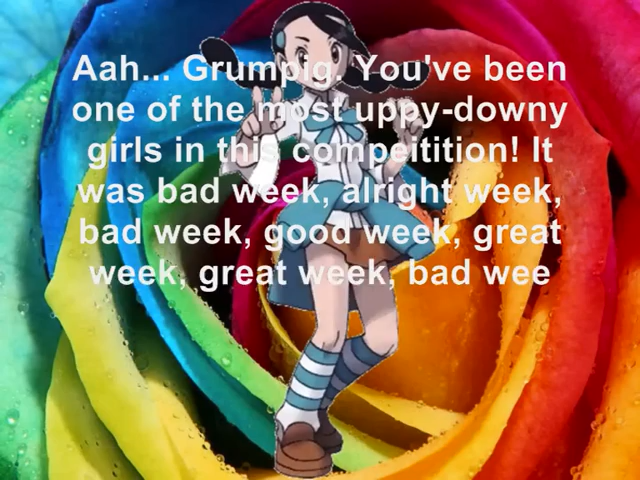 Aah... Grumpig. You've been
one of the most uppy-downy
girls in this compeitition! It
was bad week, alright week,
bad week, good week, great
week, great week, bad wee